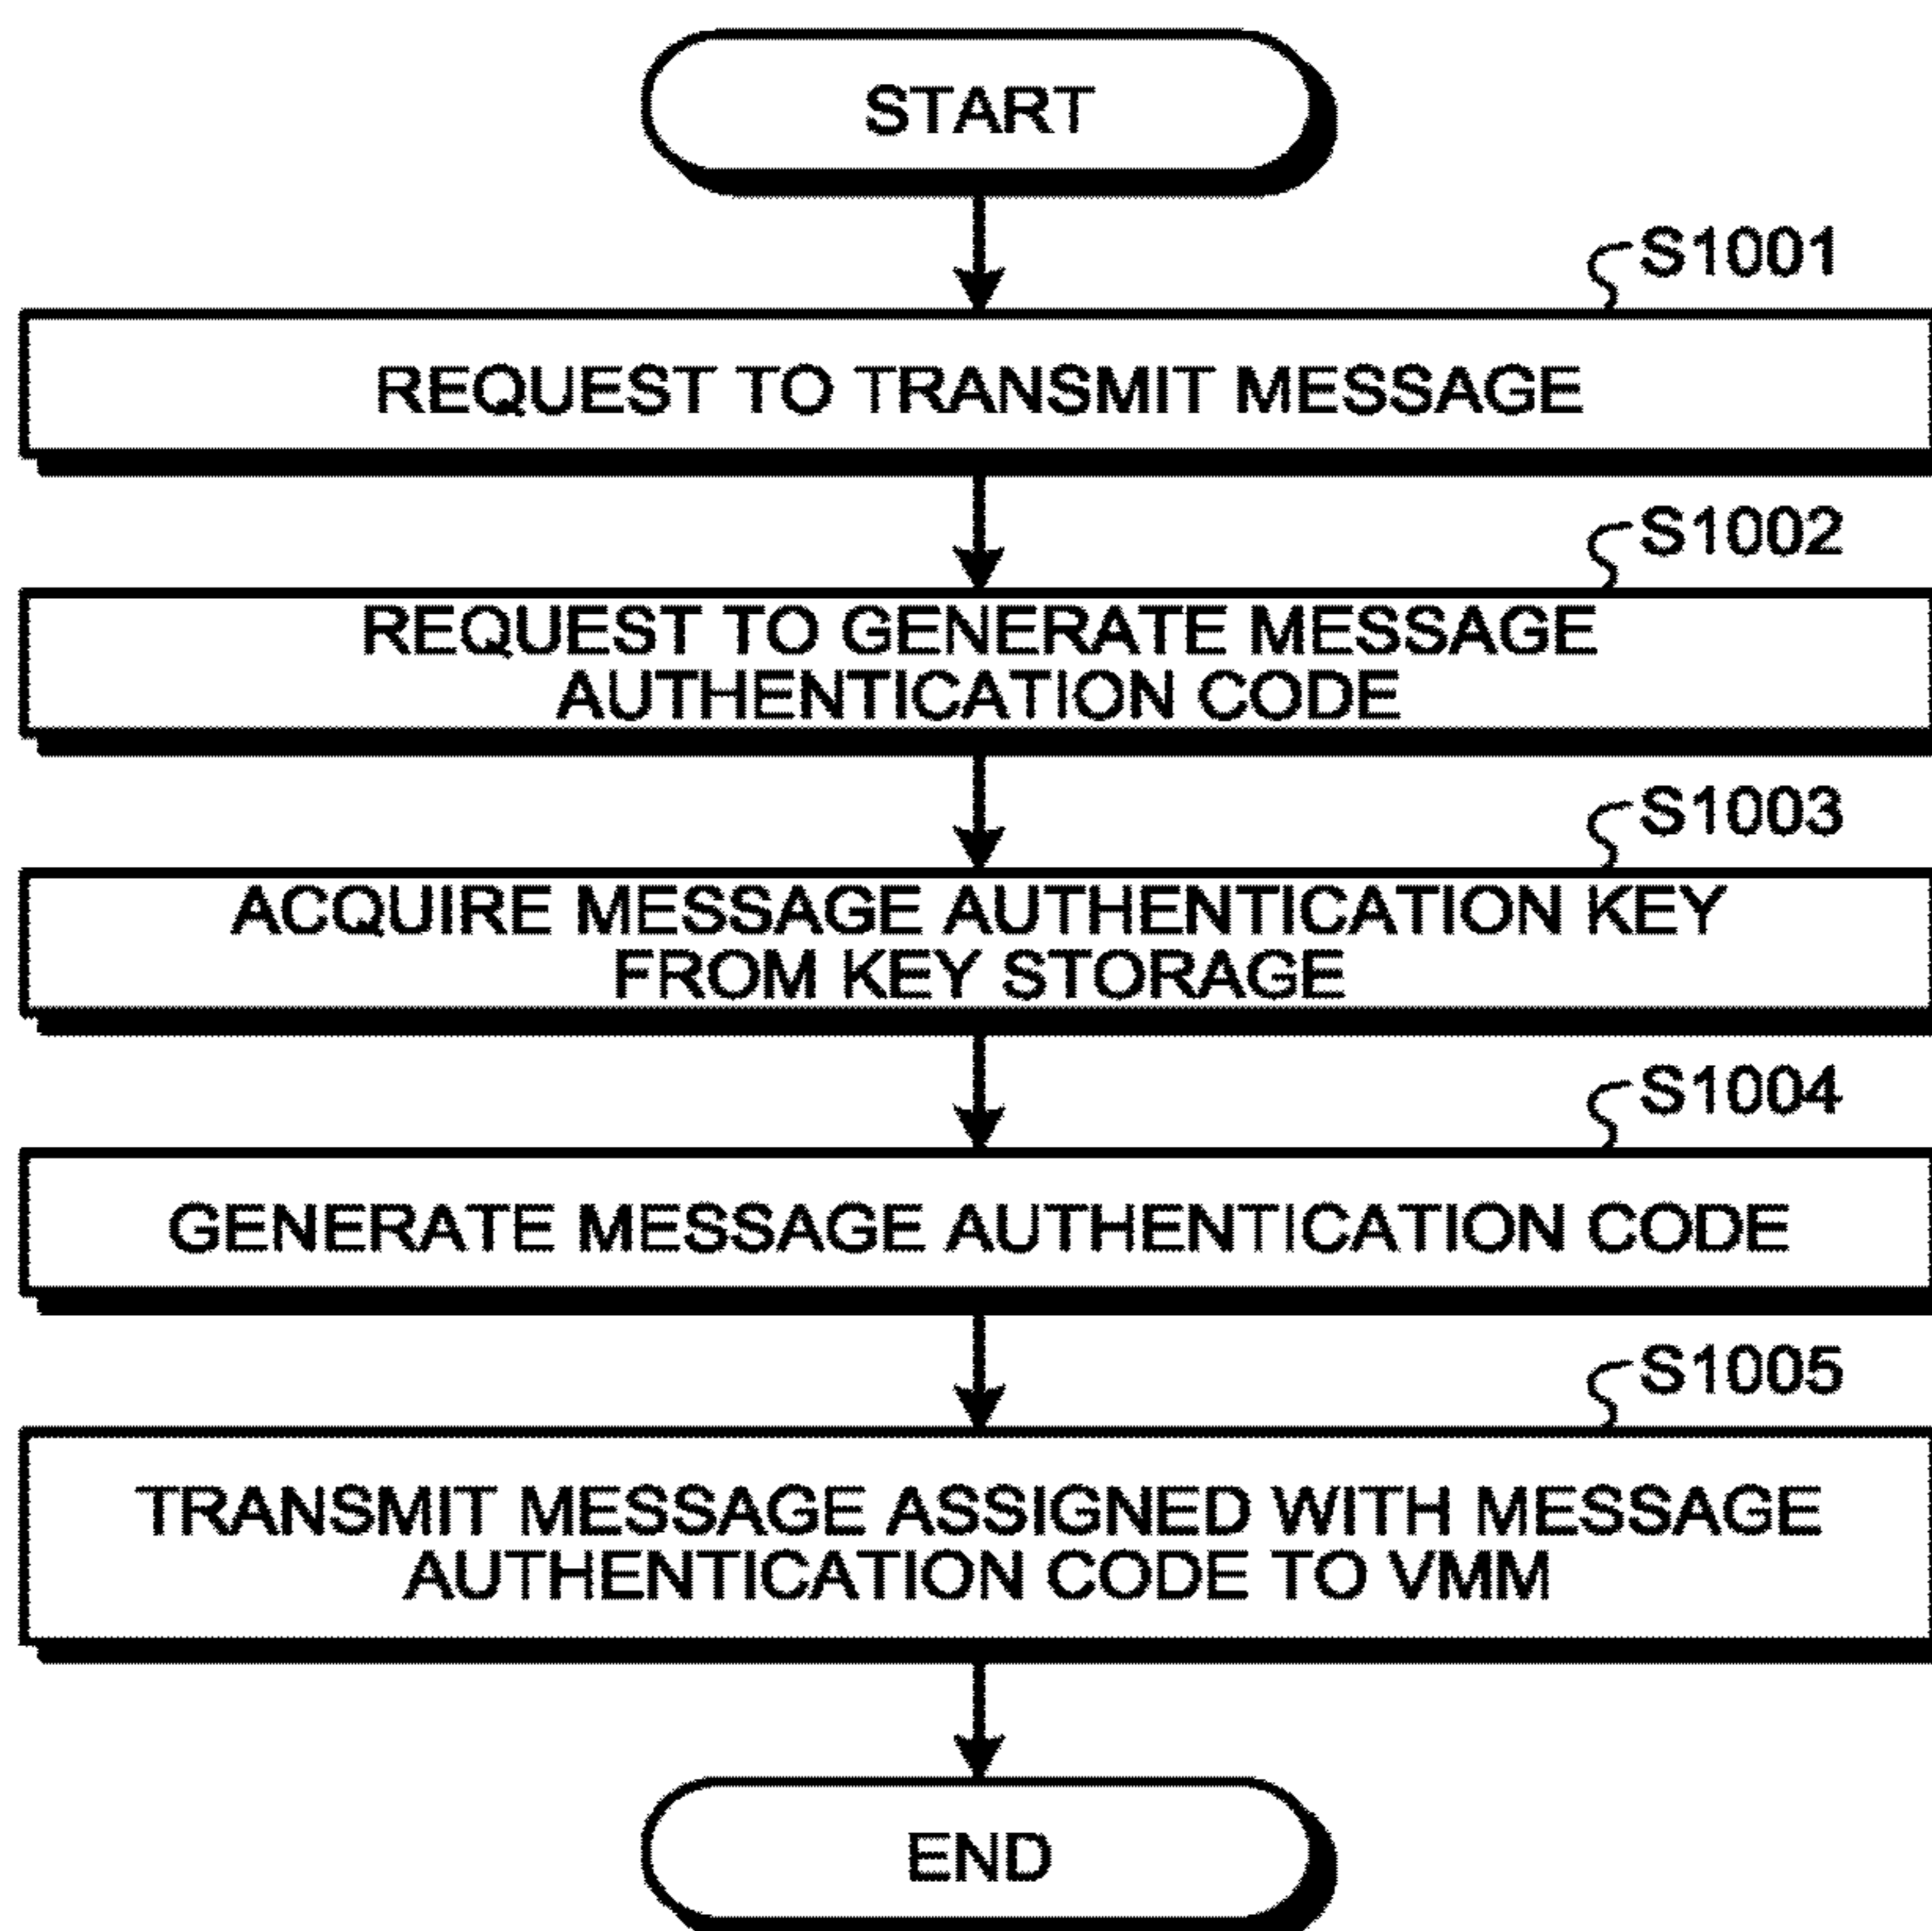 START
S1001
REQUEST TO TRANSMIT MESSAGE
S1002
REQUEST TO GENERATE MESSAGE
AUTHENTICATION CODE
S1003
ACQUIRE MESSAGE AUTHENTICATION KEY
FROM KEY STORAGE
S1004
GENERATE MESSAGE AUTHENTICATION CODE
S1005
TRANSMIT MESSAGE ASSIGNED WITH MESSAGE
AUTHENTICATION CODE TO VMM
END